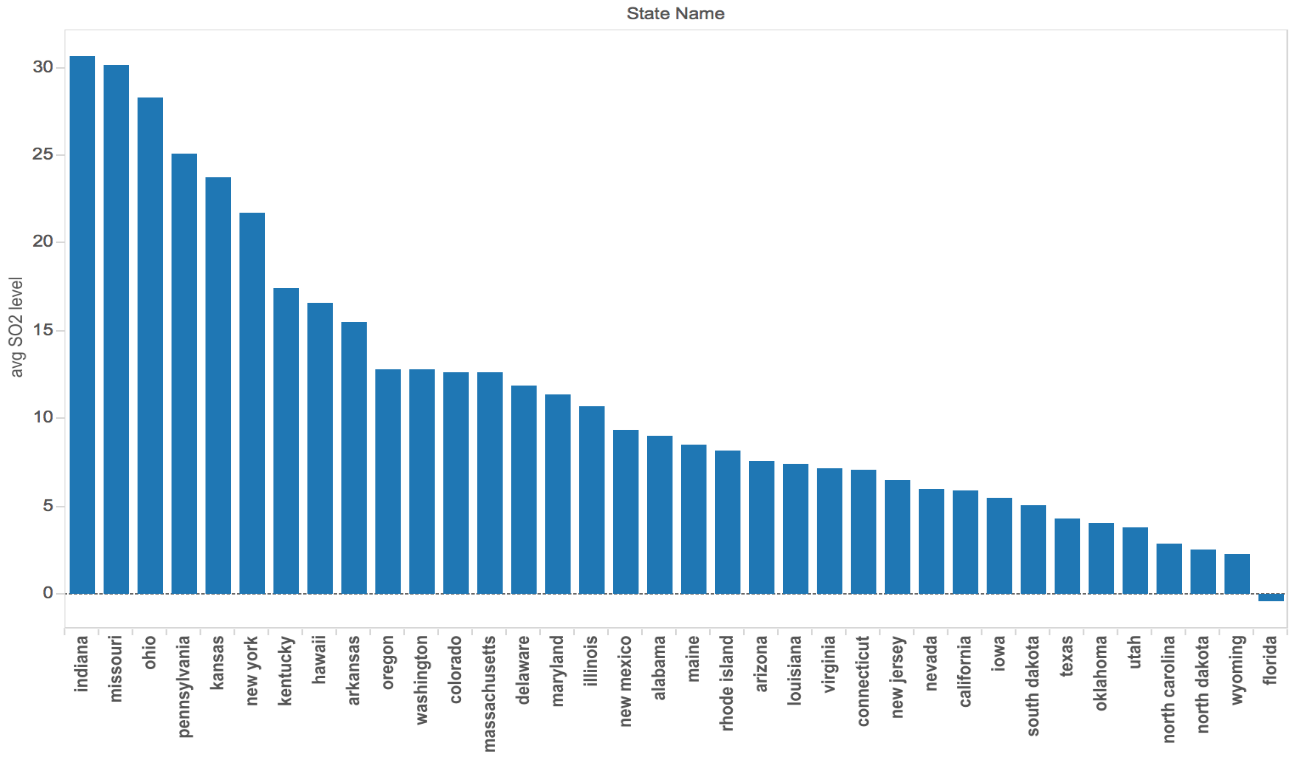 State Name
avg SO2 level
30
25
20
15
10
5
0
indiana
missouri
ohio
pennsylvania
kansas
new york
kentucky
hawaii
arkansas
oregon
washington
colorado
massachusetts
delaware
maryland
illinois
new mexico
alabama
maine
rhode island
arizona
louisiana
virginia
connecticut
new jersey
nevada
california
iowa
south dakota
texas
oklahoma
utah
north carolina
north dakota
wyoming
florida